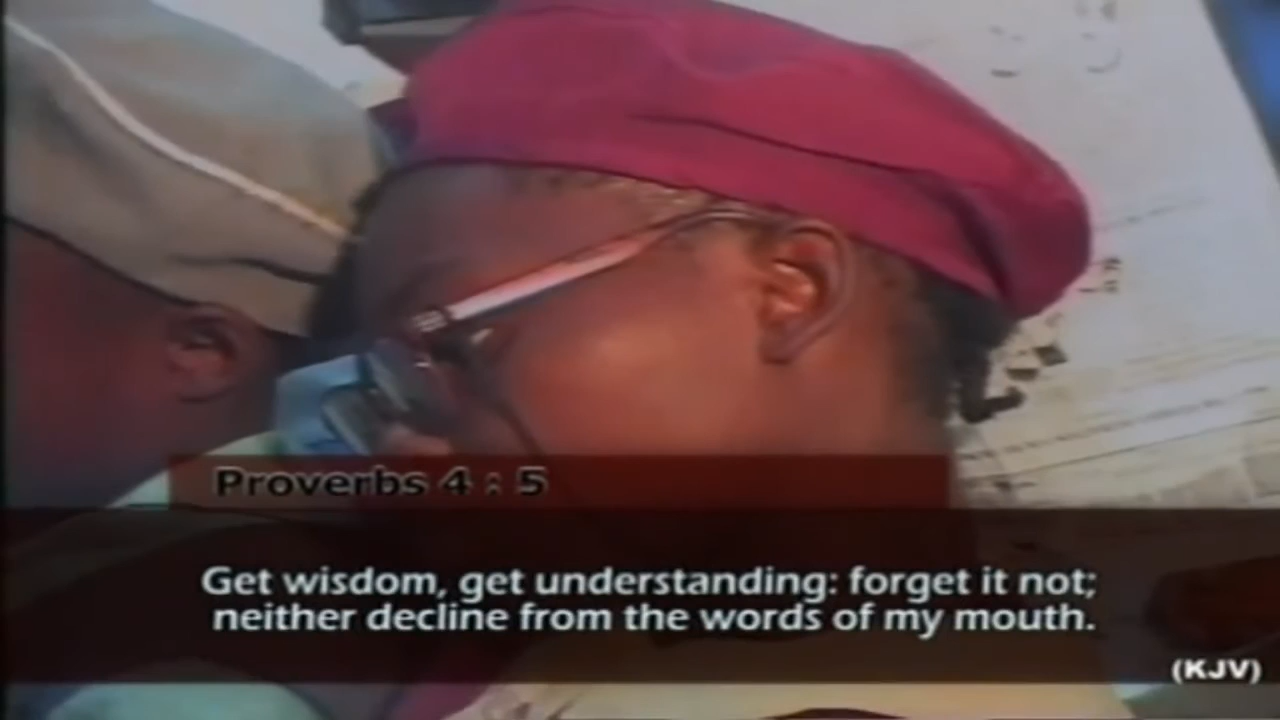 Proverbs 4 : 5
Get wisdom, get understanding: forget it not;
neither decline from the words of my mouth.
(KJV)